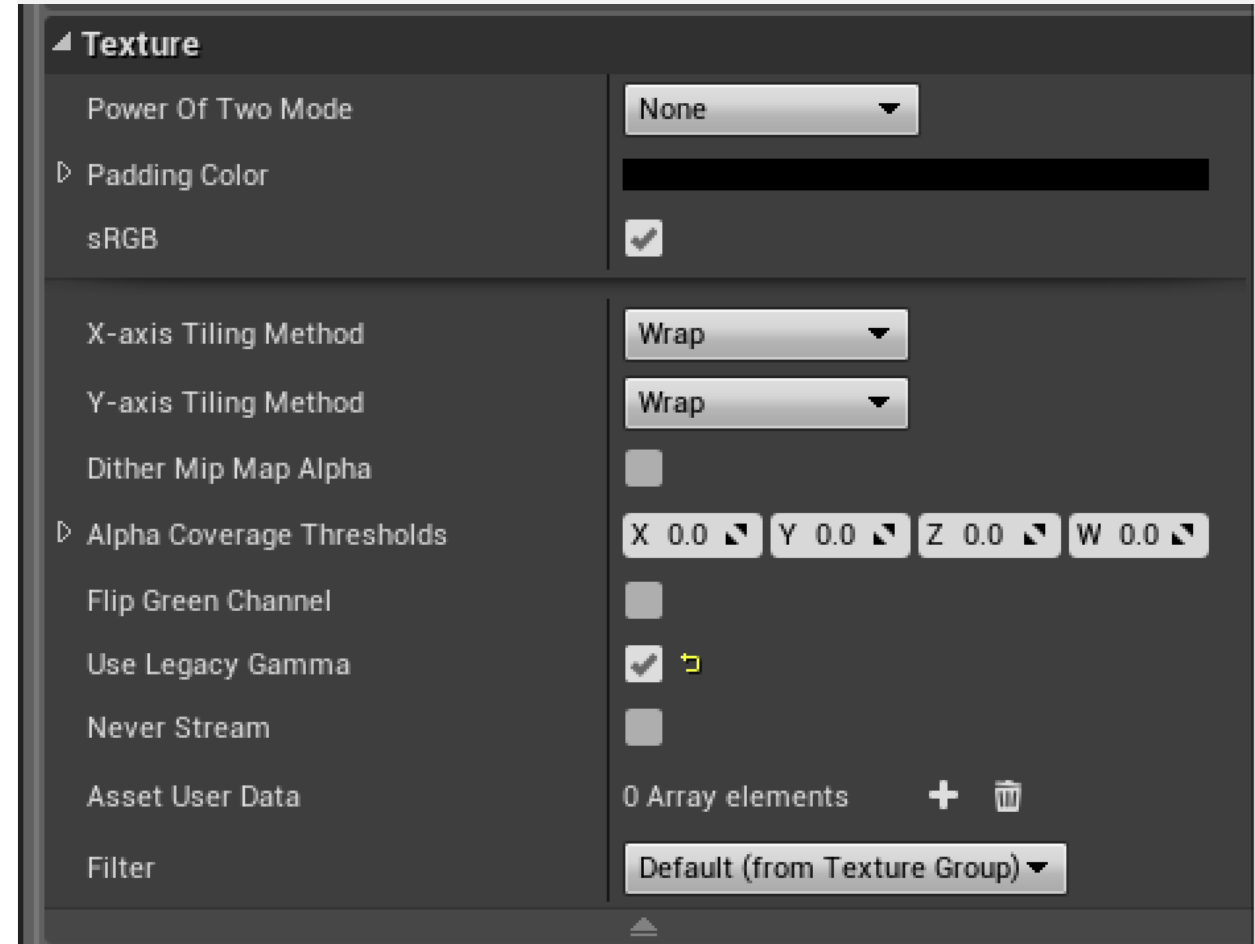 Texture
Power Of Two Mode None
Padding Color
sRGB
X-axis Tiling Method Wrap
Y-axis Tiling Method Wrap
Dither Mip Map Alpha
Alpha Coverage Thresholds X 0.0 Y 0.0 Z 0.0 W 0.0
Flip Green Channel
Use Legacy Gamma
Never Stream
Asset User Data 0 Array elements
Filter Default (from Texture Group)